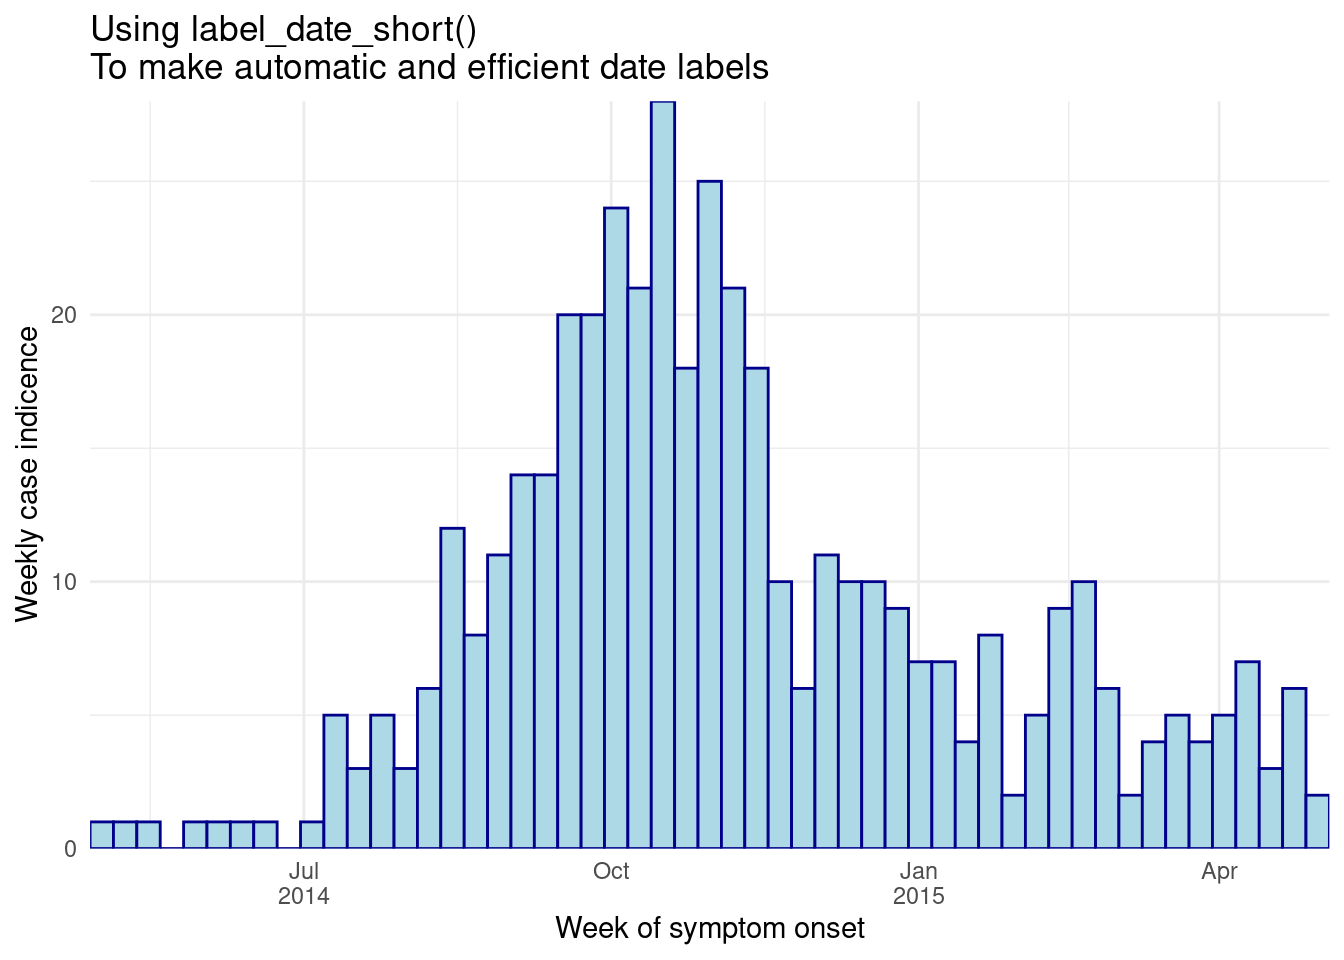 Using label_date_short()
To make automatic and efficient date labels
Weekly case indicence
20
10
0
Jul
2014
Oct
Jan
2015
Apr
Week of symptom onset